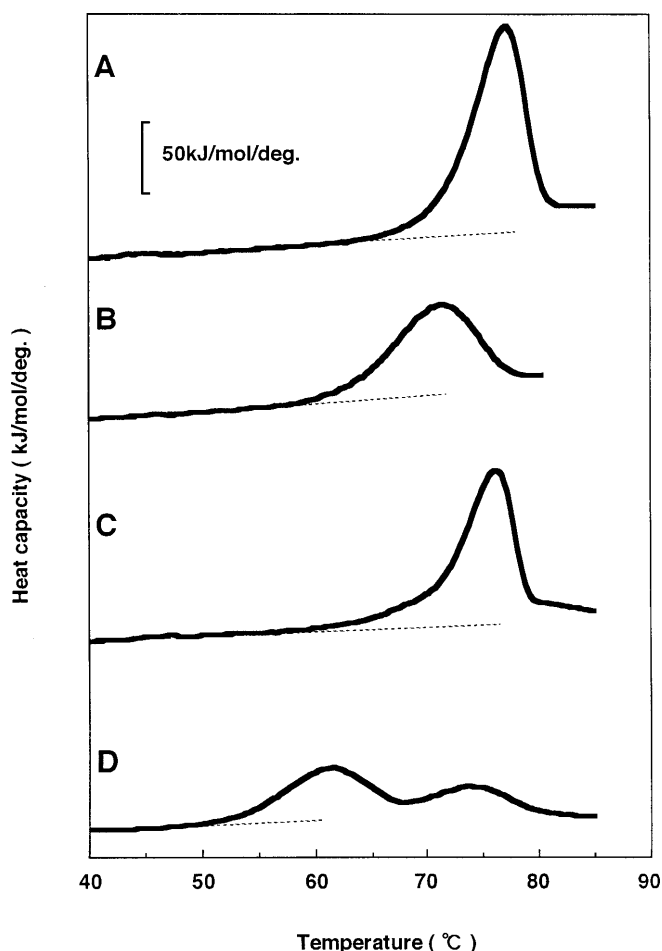 A
50kJ/mol/deg.
B
Heat capacity ( kJ/mol/deg. )
C
D
40 50 60 70 80 90
Temperature ( ℃ )